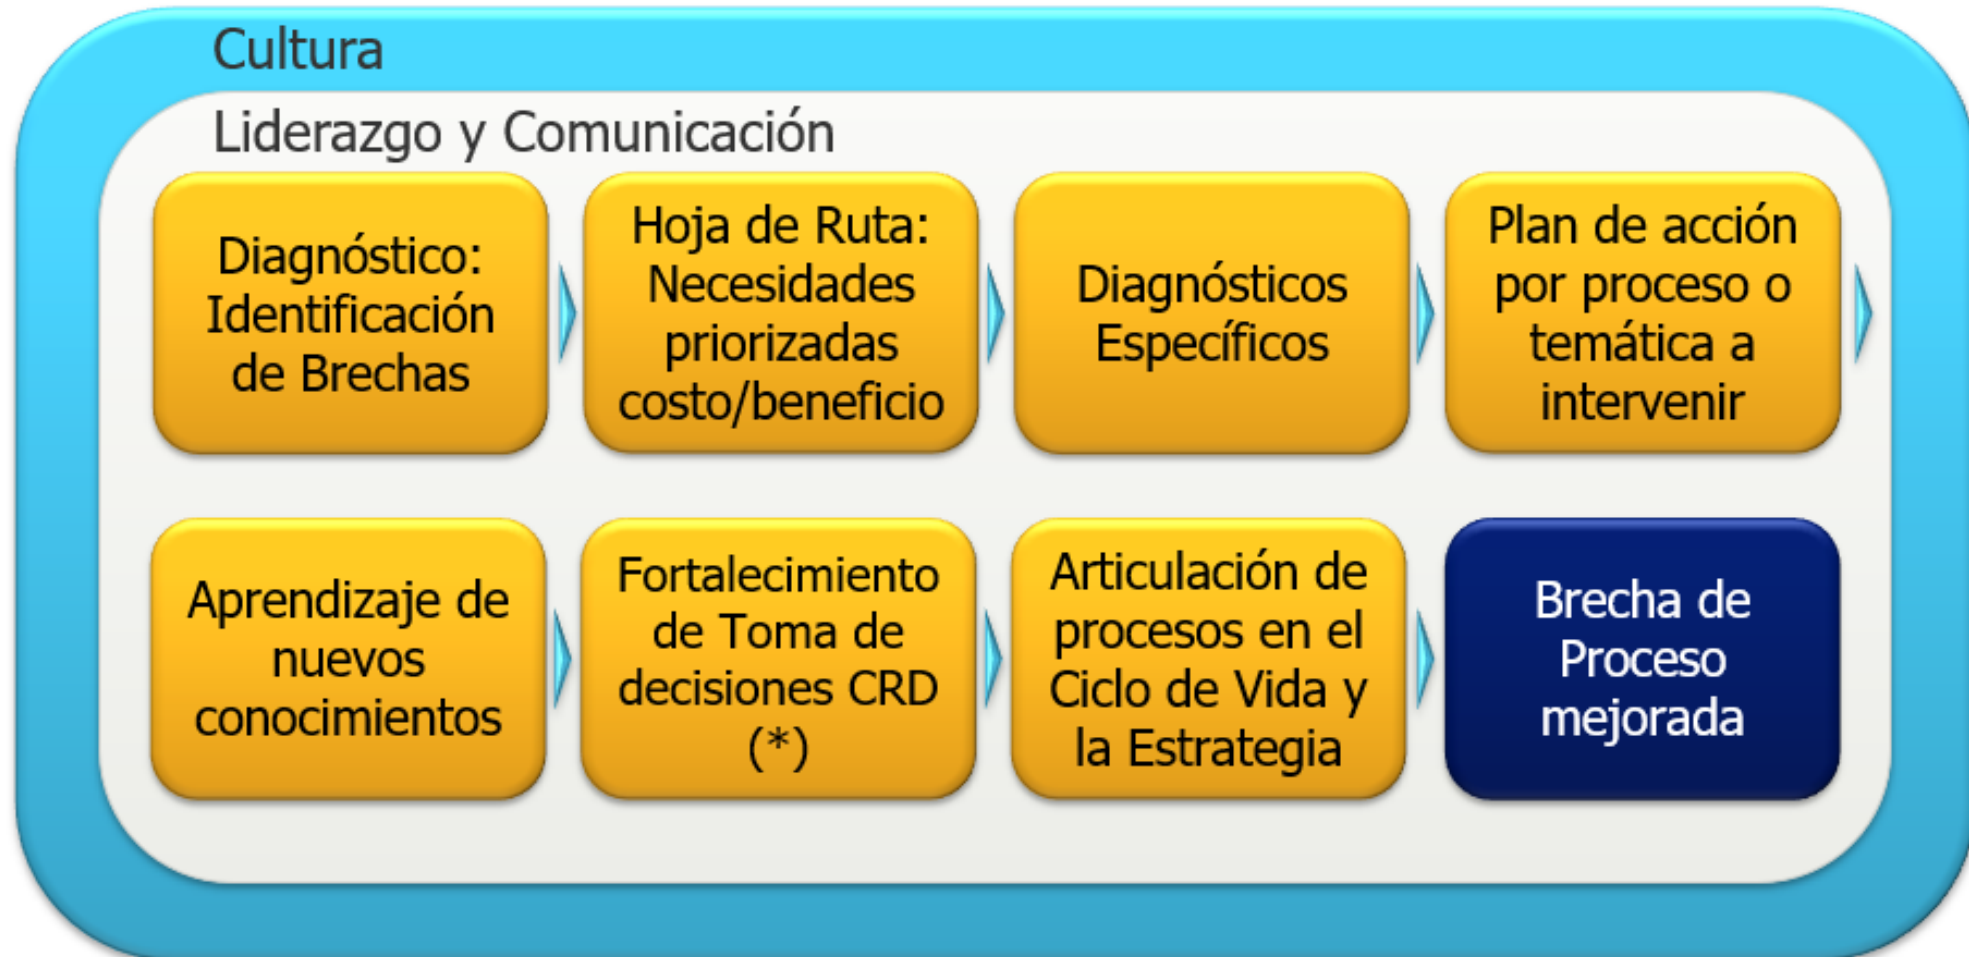 Cultura
Liderazgo y Comunicación
Diagnóstico:
Identificación
de Brechas
Hoja de Ruta:
Necesidades
priorizadas
costo/beneficio
Diagnósticos
Específicos
Plan de acción
por proceso o
temática a
intervenir
Aprendizaje de
nuevos
conocimientos
Fortalecimiento
de Toma de
decisiones CRD
(*)
Articulación de
procesos en el
Ciclo de Vida y
la Estrategia
Brecha de
Proceso
mejorada